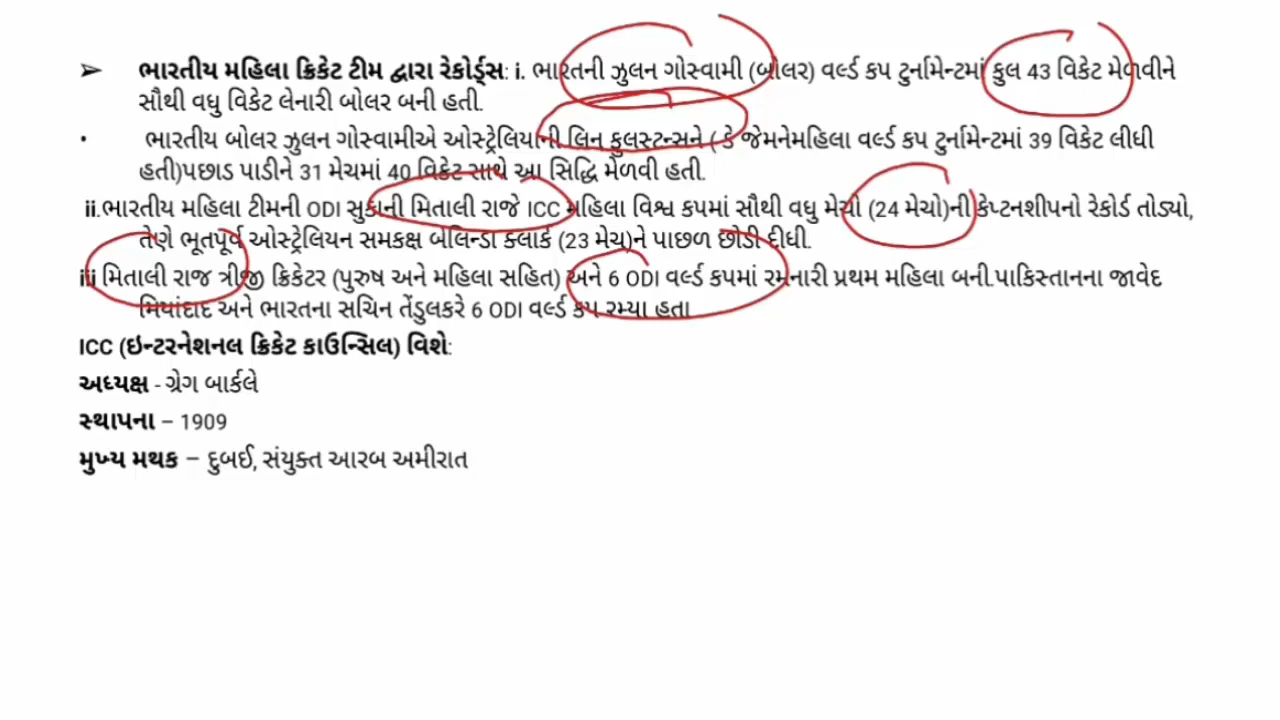 ➢ ભારતીય મહિલા ક્રિકેટ ટીમ દ્વારા રેકોર્ડ્સ: i. ભારતની ઝુલન ગોસ્વામી (બોલર) વર્લ્ડ કપ ટુર્નામેન્ટમાં કુલ 43 વિકેટ મેળવીને
સૌથી વધુ વિકેટ લેનારી બોલર બની હતી.
• ભારતીય બોલર ઝુલન ગોસ્વામીએ ઓસ્ટ્રેલિયાની લિન ફુલસ્ટન્સને ( કે જેમનેમહિલા વર્લ્ડ કપ ટુર્નામેન્ટમાં 39 વિકેટ લીધી
હતી)પછાડ પાડીને 31 મેચમાં 40 વિકેટ સાથે આ સિદ્ધિ મેળવી હતી.
ii.ભારતીય મહિલા ટીમની ODI સુકાની મિતાલી રાજે ICC મહિલા વિશ્વ કપમાં સૌથી વધુ મેચો (24 મેચો)ની કેપ્ટનશીપનો રેકોર્ડ તોડ્યો,
તેણે ભૂતપૂર્વ ઓસ્ટ્રેલિયન સમકક્ષ બેલિન્ડા ક્લાર્ક (23 મેચ)ને પાછળ છોડી દીધી.
iii મિતાલી રાજ ત્રીજી ક્રિકેટર (પુરુષ અને મહિલા સહિત) અને 6 ODI વર્લ્ડ કપમાં રમનારી પ્રથમ મહિલા બની.પાકિસ્તાનના જાવેદ
મિયાંદાદ અને ભારતના સચિન તેંડુલકરે 6 ODI વર્લ્ડ કપ રમ્યા હતા
ICC (ઇન્ટરનેશનલ ક્રિકેટ કાઉન્સિલ) વિશે:
અધ્યક્ષ - ગ્રેગ બાર્કલે
સ્થાપના – 1909
મુખ્ય મથક – દુબઈ, સંયુક્ત આરબ અમીરાત